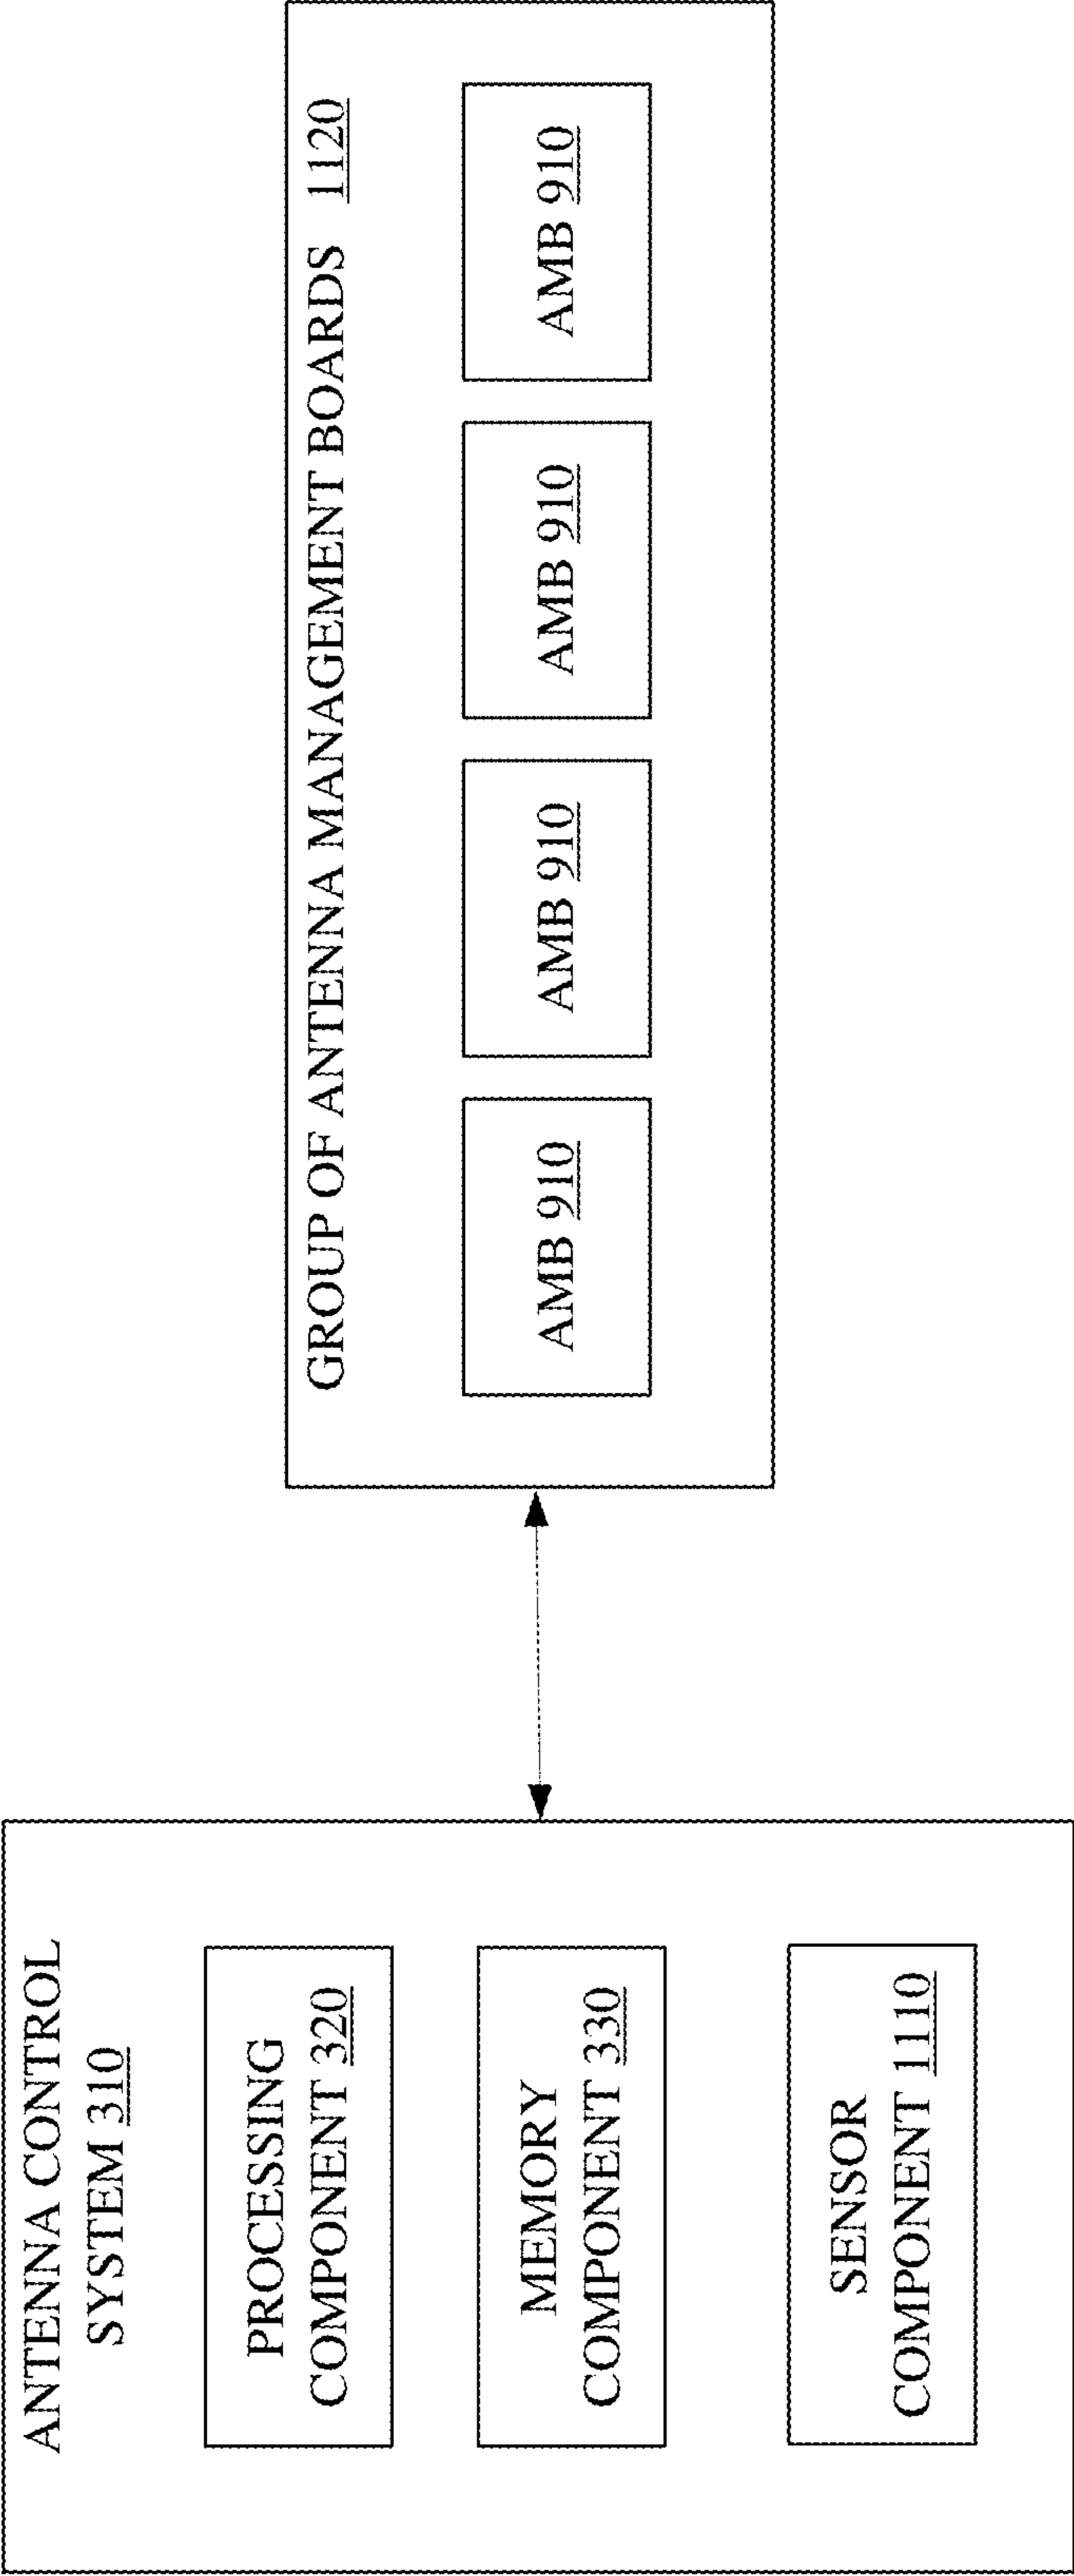 ANTENNA CONTROL
SYSTEM 310
PROCESSING
COMPONENT 320
MEMORY
COMPONENT 330
SENSOR
COMPONENT 1110
GROUP OF ANTENNA MANAGEMENT BOARDS 1120
AMB 910
AMB 910
AMB 910
AMB 910